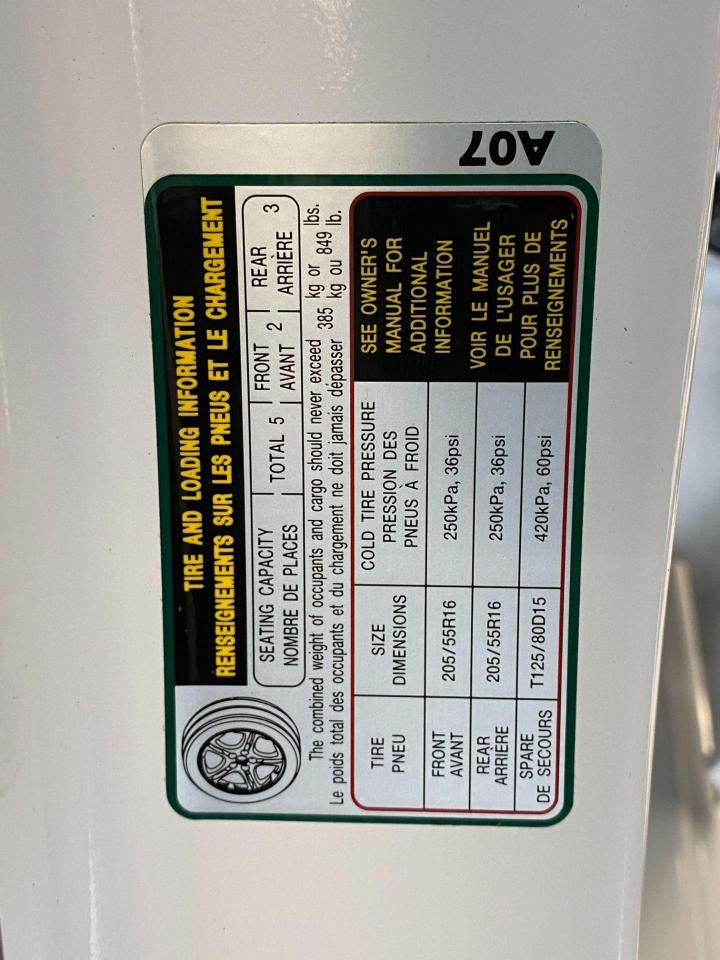 A07
TIRE AND LOADING INFORMATION
RENSEIGNEMENTS SUR LES PNEUS ET LE CHARGEMENT
SEATING CAPACITY TOTAL 5 FRONT 2 REAR 3
NOMBRE DE PLACES AVANT ARRIÈRE
The combined weight of occupants and cargo should never exceed 385 kg or 849 lbs.
Le poids total des occupants et du chargement ne doit jamais dépasser kg ou lb.
TIRE SIZE COLD TIRE PRESSURE
PNEU DIMENSIONS PRESSION DES
PNEUS À FROID
FRONT 205/55R16 250kPa, 36psi
AVANT
REAR 205/55R16 250kPa, 36psi
ARRIÈRE
SPARE T125/80D15 420kPa, 60psi
DE SECOURS
SEE OWNER'S
MANUAL FOR
ADDITIONAL
INFORMATION
VOIR LE MANUEL
DE L'USAGER
POUR PLUS DE
RENSEIGNEMENTS